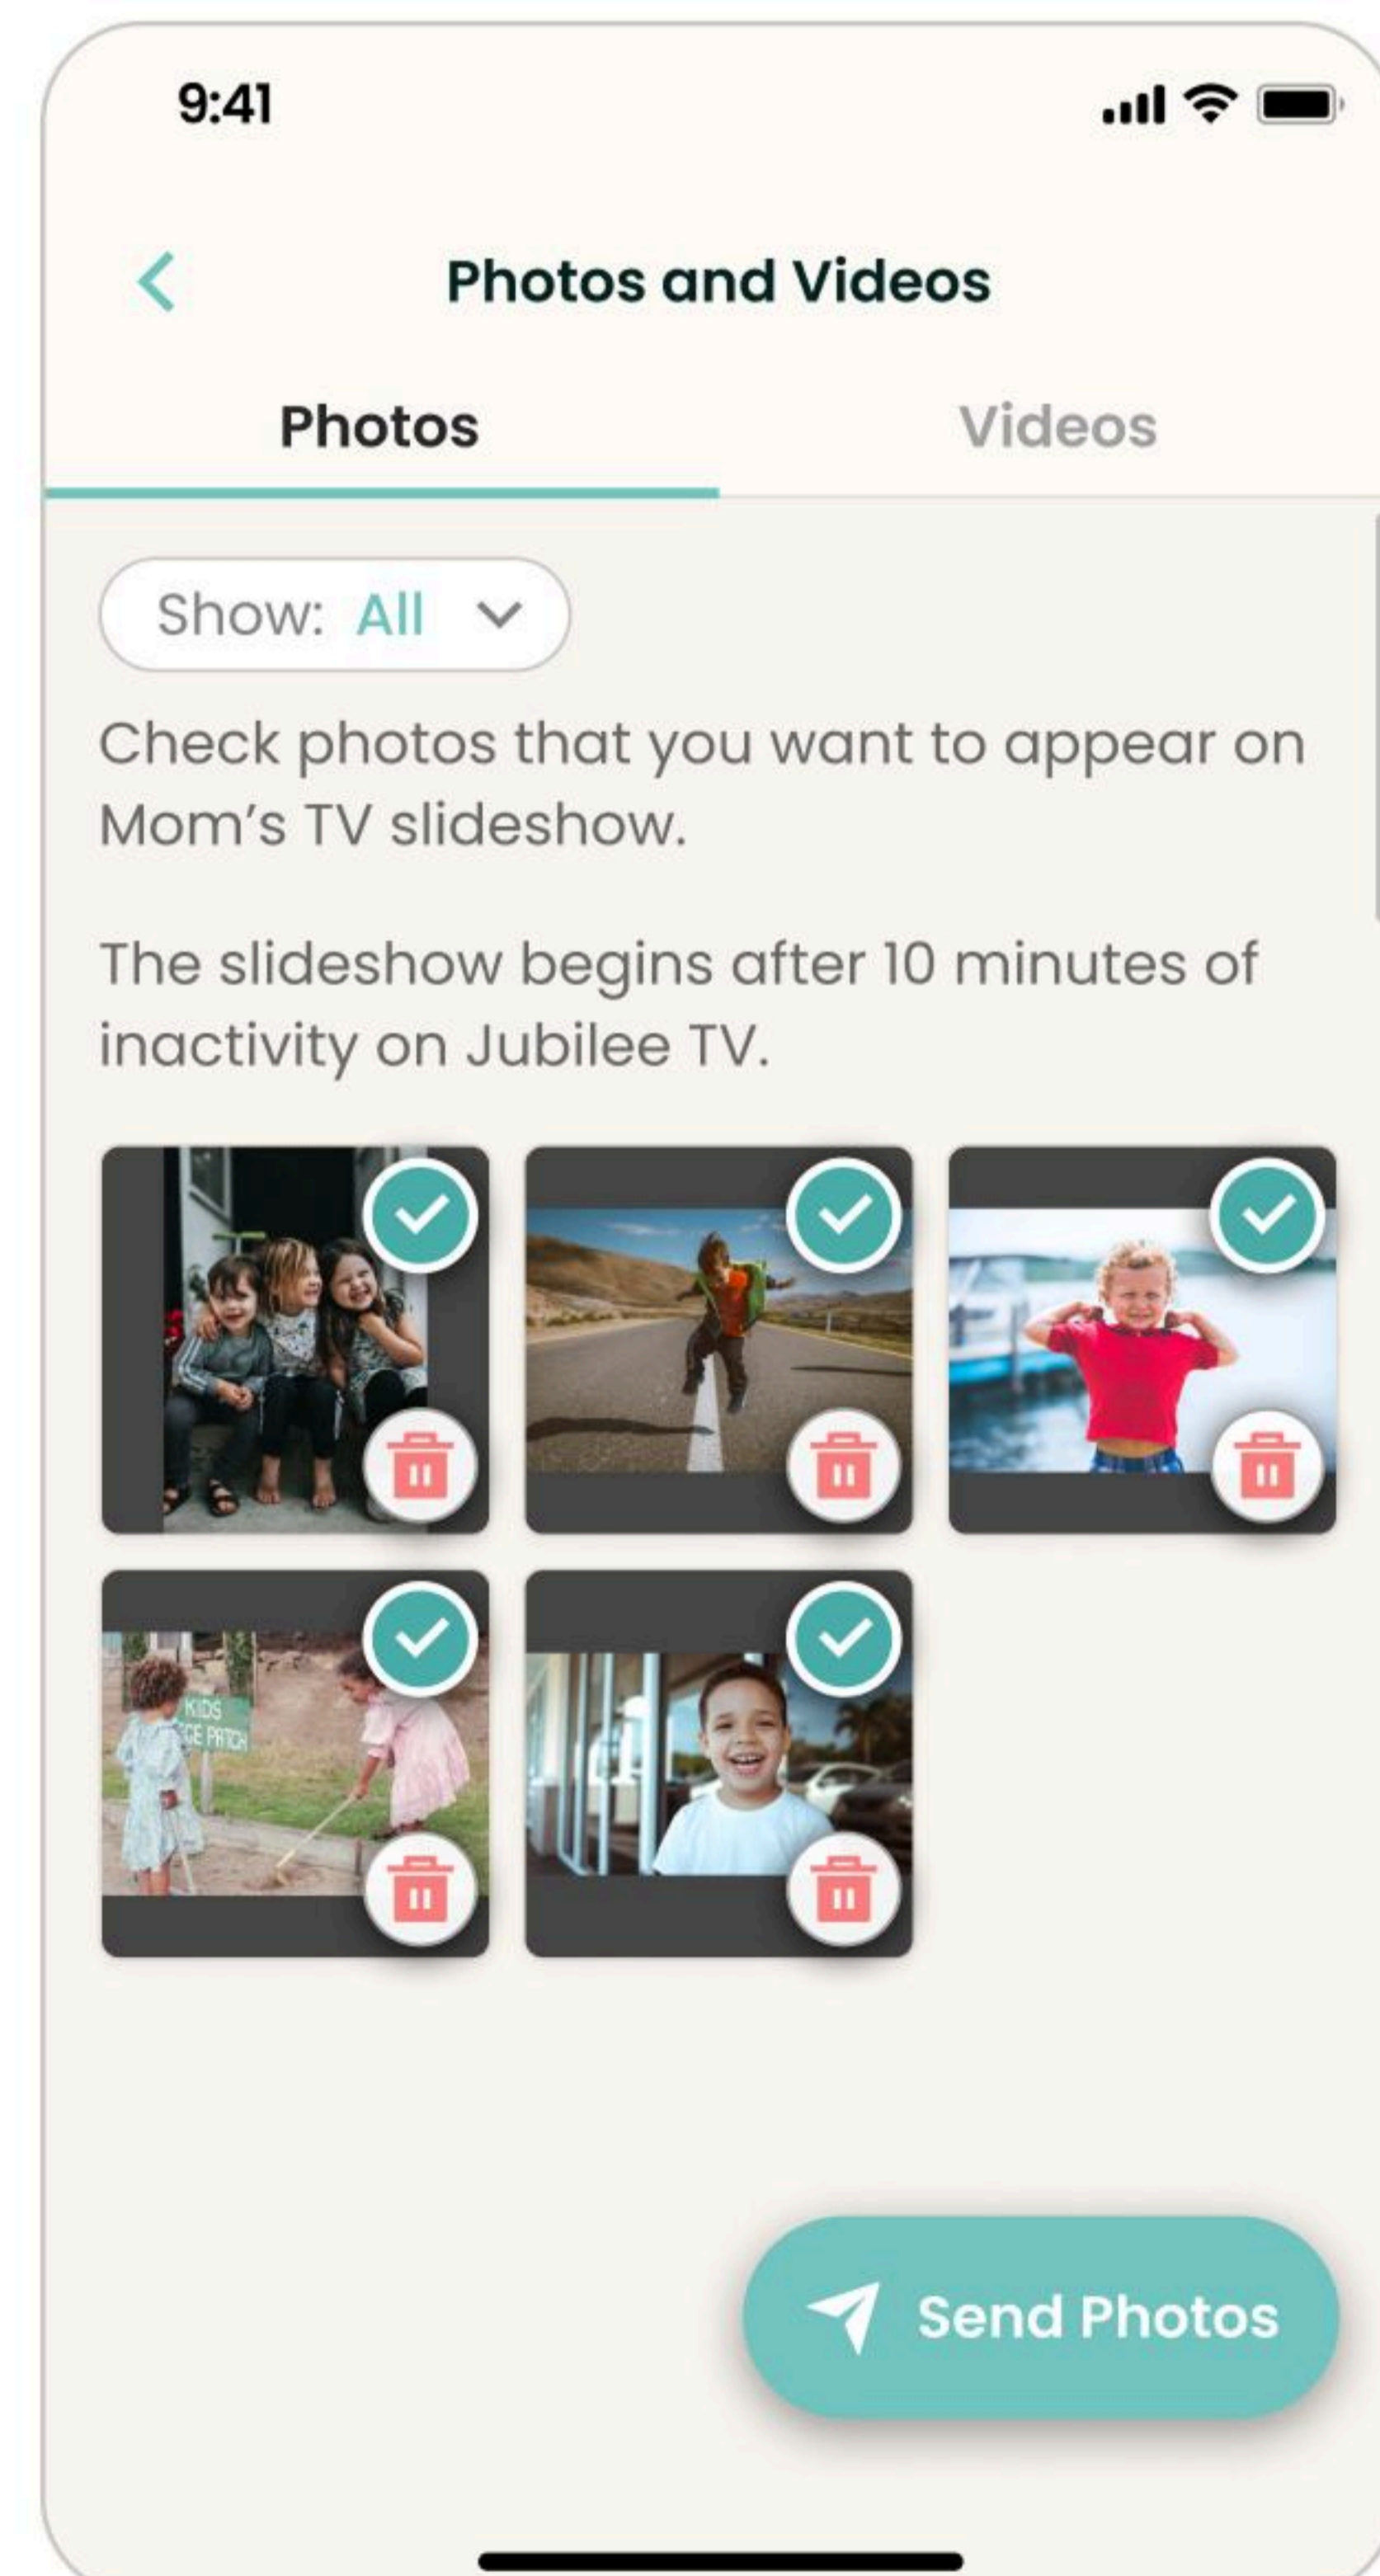 9:41
Photos and Videos
Photos
Videos
Show: All
Check photos that you want to appear on
Mom’s TV slideshow.
The slideshow begins after 10 minutes of
inactivity on Jubilee TV.
KIDS
PATCH
Send Photos